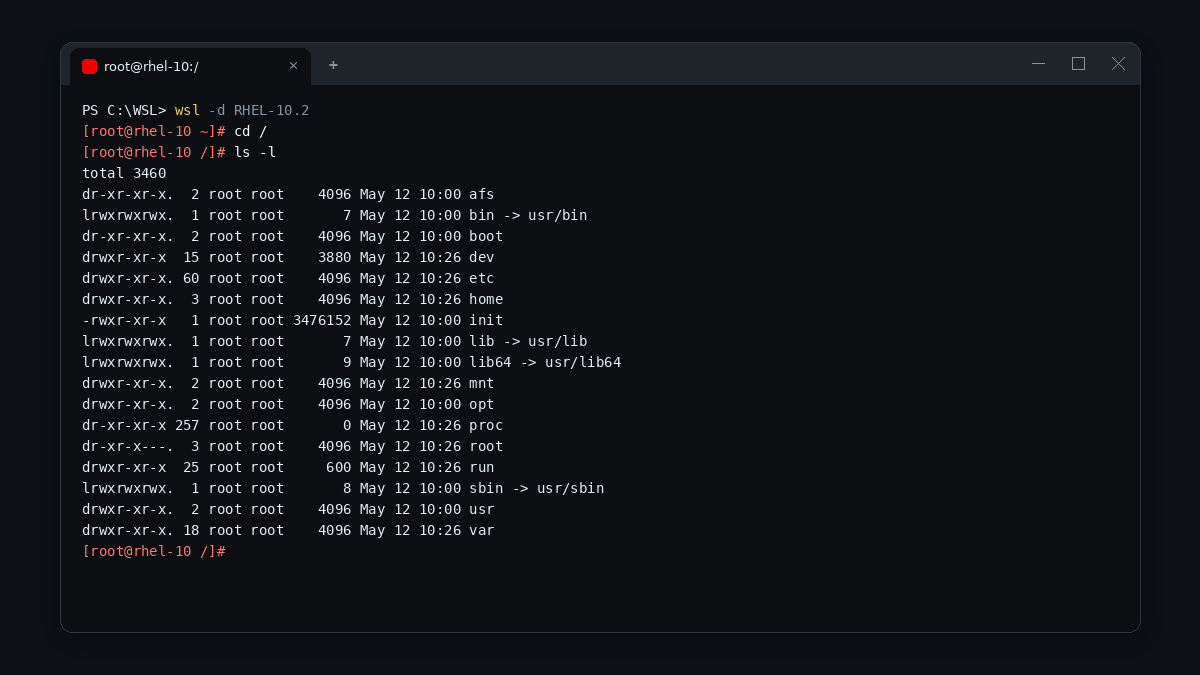 root@rhel-10:/
PS C:\WSL> wsl -d RHEL-10.2
[root@rhel-10 ~]# cd /
[root@rhel-10 /]# ls -l
total 3460
dr-xr-xr-x.  2 root root    4096 May 12 10:00 afs
lrwxrwxrwx.  1 root root       7 May 12 10:00 bin -> usr/bin
dr-xr-xr-x.  2 root root    4096 May 12 10:00 boot
drwxr-xr-x  15 root root    3880 May 12 10:26 dev
drwxr-xr-x. 60 root root    4096 May 12 10:26 etc
drwxr-xr-x.  3 root root    4096 May 12 10:26 home
-rwxr-xr-x   1 root root 3476152 May 12 10:00 init
lrwxrwxrwx.  1 root root       7 May 12 10:00 lib -> usr/lib
lrwxrwxrwx.  1 root root       9 May 12 10:00 lib64 -> usr/lib64
drwxr-xr-x.  2 root root    4096 May 12 10:26 mnt
drwxr-xr-x.  2 root root    4096 May 12 10:00 opt
dr-xr-xr-x 257 root root       0 May 12 10:26 proc
dr-xr-x---.  3 root root    4096 May 12 10:26 root
drwxr-xr-x  25 root root     600 May 12 10:26 run
lrwxrwxrwx.  1 root root       8 May 12 10:00 sbin -> usr/sbin
drwxr-xr-x.  2 root root    4096 May 12 10:00 usr
drwxr-xr-x. 18 root root    4096 May 12 10:26 var
[root@rhel-10 /]#